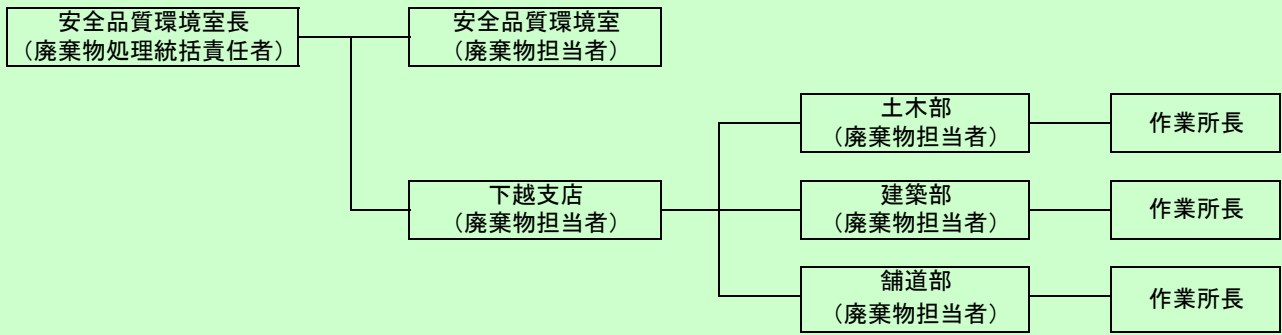 安全品質環境室長
（廃棄物処理統括責任者）
安全品質環境室
（廃棄物担当者）
土木部
（廃棄物担当者）
作業所長
下越支店
（廃棄物担当者）
建築部
（廃棄物担当者）
作業所長
舗道部
（廃棄物担当者）
作業所長